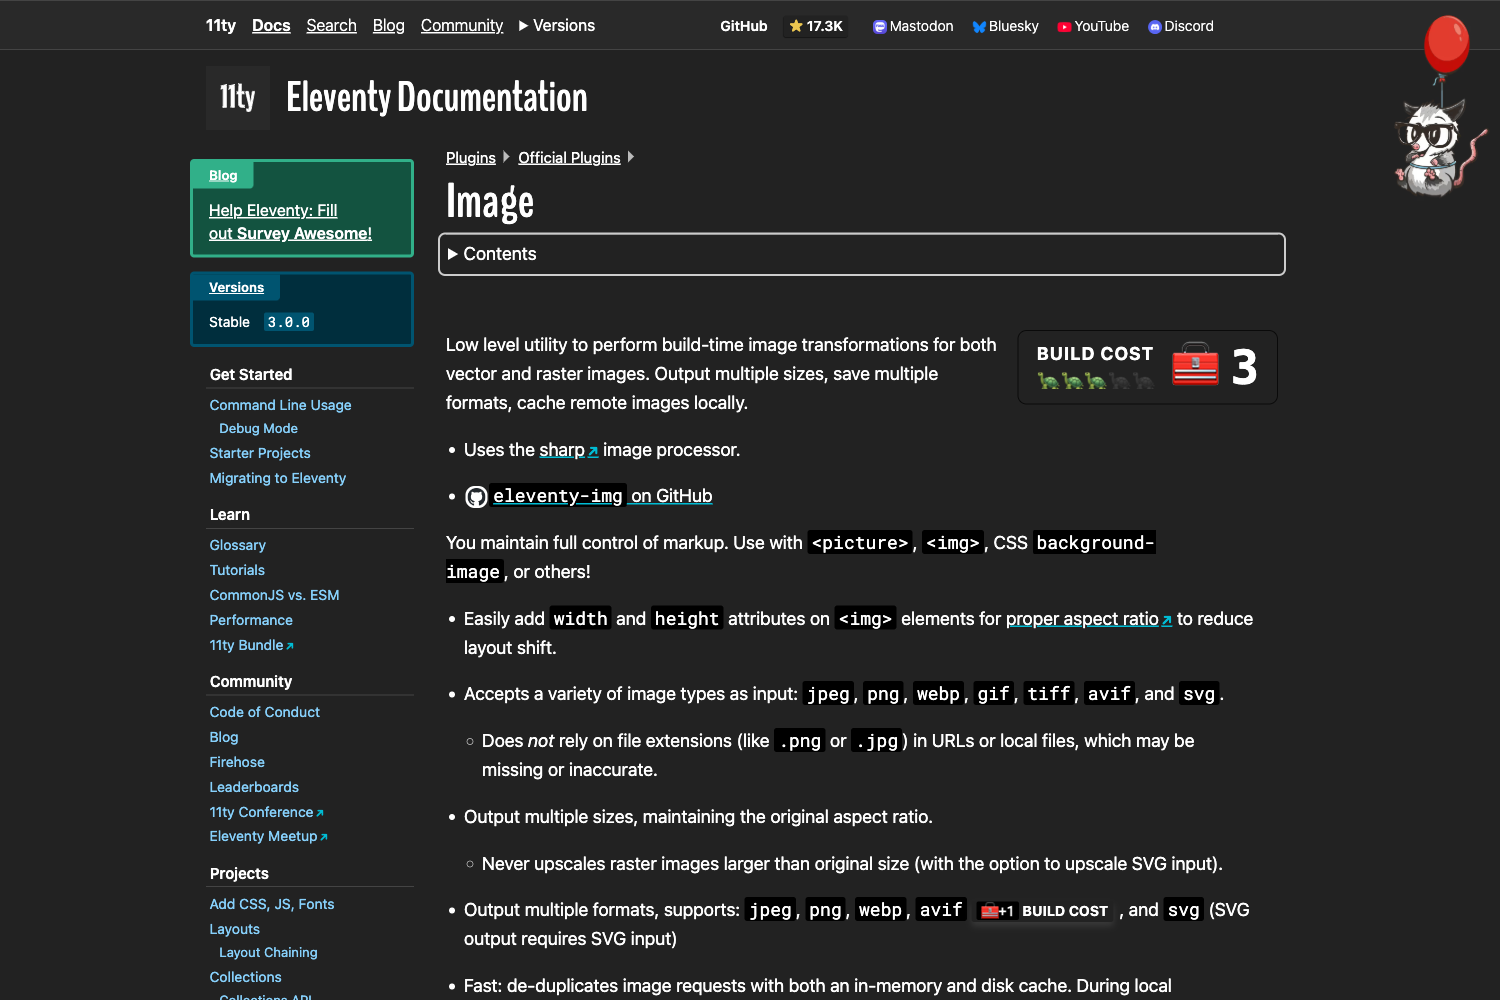 11ty Docs Search Blog Community Versions GitHub 17.3K Mastodon Bluesky YouTube Discord
11ty Eleventy Documentation
Blog
Help Eleventy: Fill
out Survey Awesome!
Versions
Stable 3.0.0
Get Started
Command Line Usage
Debug Mode
Starter Projects
Migrating to Eleventy
Learn
Glossary
Tutorials
CommonJS vs. ESM
Performance
11ty Bundle
Community
Code of Conduct
Blog
Firehose
Leaderboards
11ty Conference
Eleventy Meetup
Projects
Add CSS, JS, Fonts
Layouts
Layout Chaining
Collections
Collections API
Plugins Official Plugins
Image
Contents
Low level utility to perform build-time image transformations for both
vector and raster images. Output multiple sizes, save multiple
formats, cache remote images locally.
BUILD COST 3
• Uses the sharp image processor.
• eleventy-img on GitHub
You maintain full control of markup. Use with <picture>, <img>, CSS background-
image, or others!
• Easily add width and height attributes on <img> elements for proper aspect ratio to reduce
layout shift.
• Accepts a variety of image types as input: jpeg, png, webp, gif, tiff, avif, and svg.
◦ Does not rely on file extensions (like .png or .jpg) in URLs or local files, which may be
missing or inaccurate.
• Output multiple sizes, maintaining the original aspect ratio.
◦ Never upscales raster images larger than original size (with the option to upscale SVG input).
• Output multiple formats, supports: jpeg, png, webp, avif +1 BUILD COST , and svg (SVG
output requires SVG input)
• Fast: de-duplicates image requests with both an in-memory and disk cache. During local